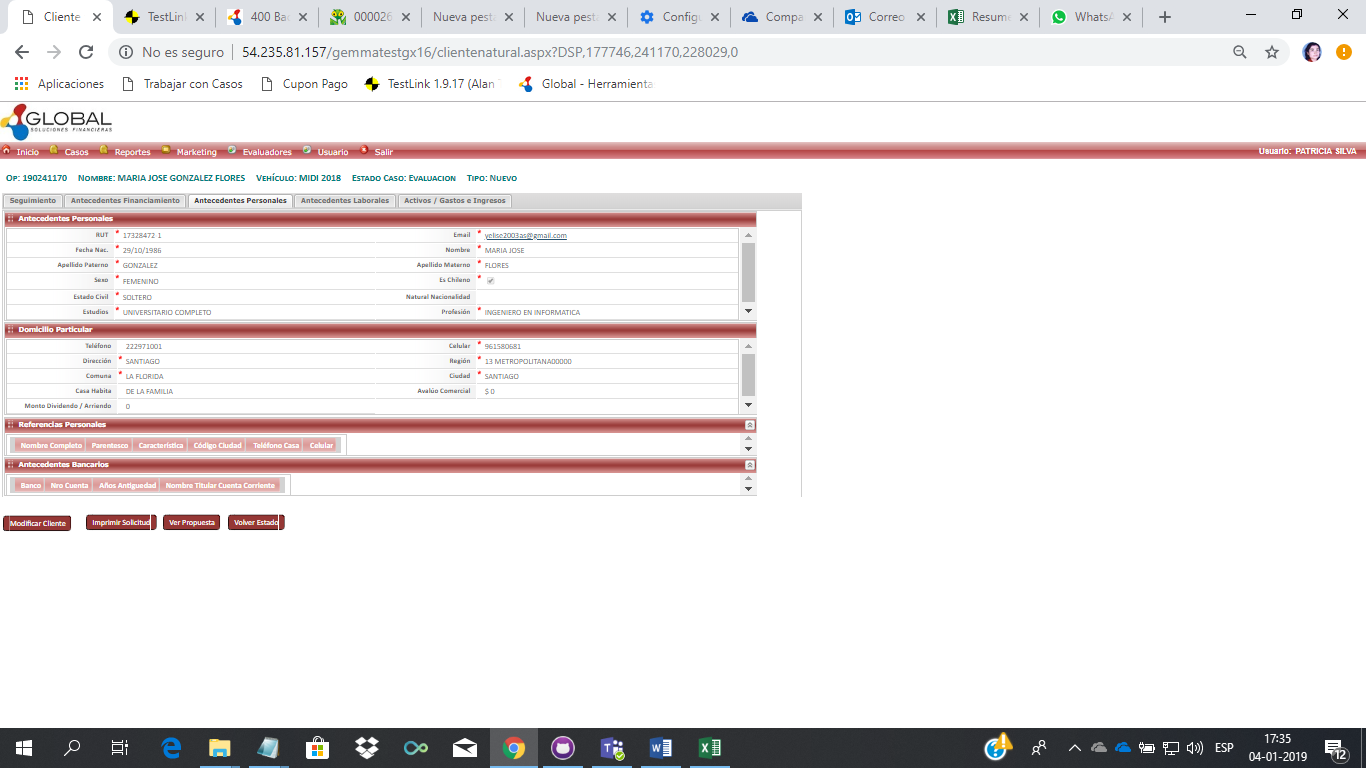 Cliente
TestLink
400 Bad
000026
Nueva pest
Nueva pest
Configu
Compa
Correo
Resume
WhatsA
No es seguro | 54.235.81.157/gemmatestgx16/clientenatural.aspx?DSP,177746,241170,228029,0
Aplicaciones Trabajar con Casos Cupon Pago TestLink 1.9.17 (Alan Global - Herramienta
GLOBAL
SOLUCIONES FINANCIERAS
Inicio Casos Reportes Marketing Evaluadores Usuario Salir Usuario: PATRICIA SILVA
Op: 190241170 Nombre: MARIA JOSE GONZALEZ FLORES Vehículo: MIDI 2018 Estado Caso: Evaluacion Tipo: Nuevo
Seguimiento Antecedentes Financiamiento Antecedentes Personales Antecedentes Laborales Activos / Gastos e Ingresos
Antecedentes Personales
RUT * 17328472 1 Email * yelise2003as@gmail.com
Fecha Nac. * 29/10/1986 Nombre * MARIA JOSE
Apellido Paterno * GONZALEZ Apellido Materno * FLORES
Sexo * FEMENINO Es Chileno *
Estado Civil * SOLTERO Natural Nacionalidad
Estudios * UNIVERSITARIO COMPLETO Profesión * INGENIERO EN INFORMATICA
Domicilio Particular
Teléfono 222971001 Celular * 961580681
Dirección * SANTIAGO Región * 13 METROPOLITANA00000
Comuna * LA FLORIDA Ciudad * SANTIAGO
Casa Habita DE LA FAMILIA Avalúo Comercial $ 0
Monto Dividendo / Arriendo 0
Referencias Personales
Nombre Completo Parentesco Característica Código Ciudad Teléfono Casa Celular
Antecedentes Bancarios
Banco Nro Cuenta Años Antiguedad Nombre Titular Cuenta Corriente
Modificar Cliente Imprimir Solicitud Ver Propuesta Volver Estado
ESP
17:35
04-01-2019
12